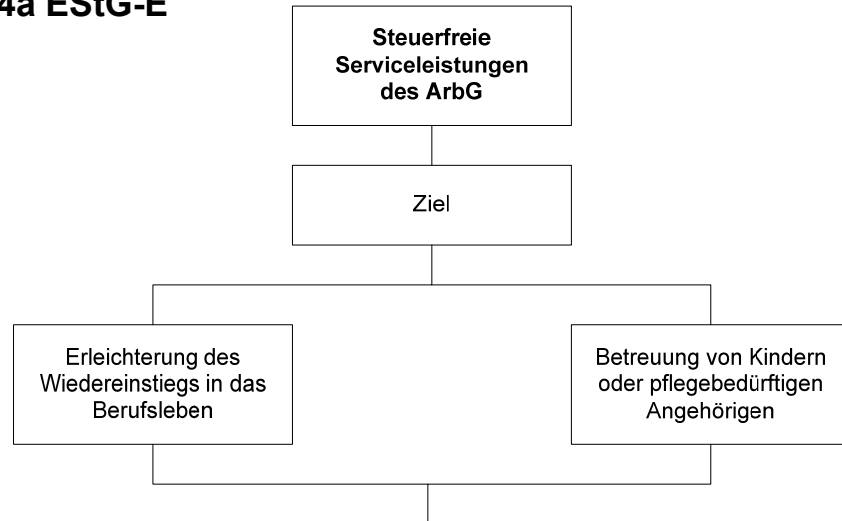 4a EStG-E
Steuerfreie
Serviceleistungen
des ArbG
Ziel
Erleichterung des
Wiedereinstiegs in das
Berufsleben
Betreuung von Kindern
oder pflegebedürftigen
Angehörigen